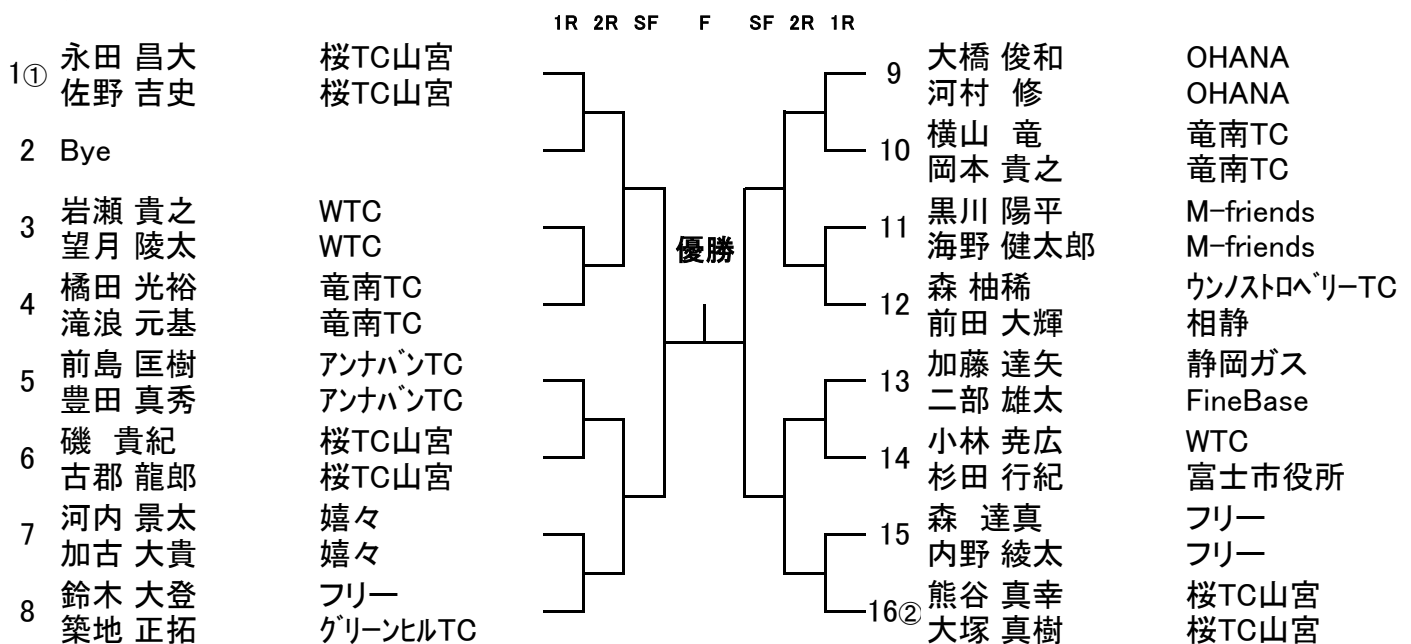 1R 2R SF F SF 2R 1R
1① 永田 昌大 桜TC山宮
佐野 吉史 桜TC山宮
2 Bye
3 岩瀬 貴之 WTC
望月 陵太 WTC
4 橘田 光裕 竜南TC
滝浪 元基 竜南TC
5 前島 匡樹 アンナバンTC
豊田 真秀 アンナバンTC
6 磯 貴紀 桜TC山宮
古郡 龍郎 桜TC山宮
7 河内 景太 嬉々
加古 大貴 嬉々
8 鈴木 大登 フリー
築地 正拓 グリーンヒルTC
優勝
9 大橋 俊和 OHANA
河村 修 OHANA
10 横山 竜 竜南TC
岡本 貴之 竜南TC
11 黒川 陽平 M-friends
海野 健太郎 M-friends
12 森 柚稀 ウンノストロベリーTC
前田 大輝 相静
13 加藤 達矢 静岡ガス
二部 雄太 FineBase
14 小林 尭広 WTC
杉田 行紀 富士市役所
15 森 達真 フリー
内野 綾太 フリー
16② 熊谷 真幸 桜TC山宮
大塚 真樹 桜TC山宮